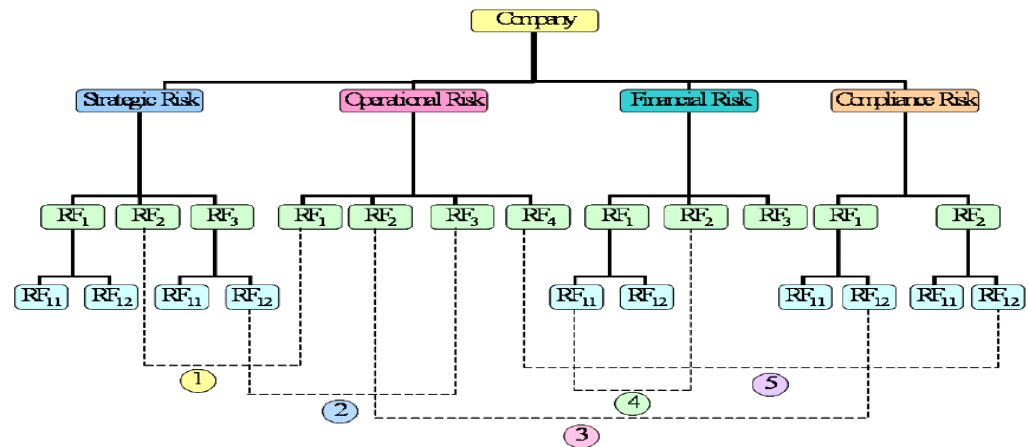 Company
Strategic Risk Operational Risk Financial Risk Compliance Risk
RF1 RF2 RF3 RF1 RF2 RF3 RF4 RF1 RF2 RF3 RF1 RF2
RF11 RF12 RF11 RF12 RF11 RF12 RF11 RF12 RF11 RF12
1 5
2 4
3